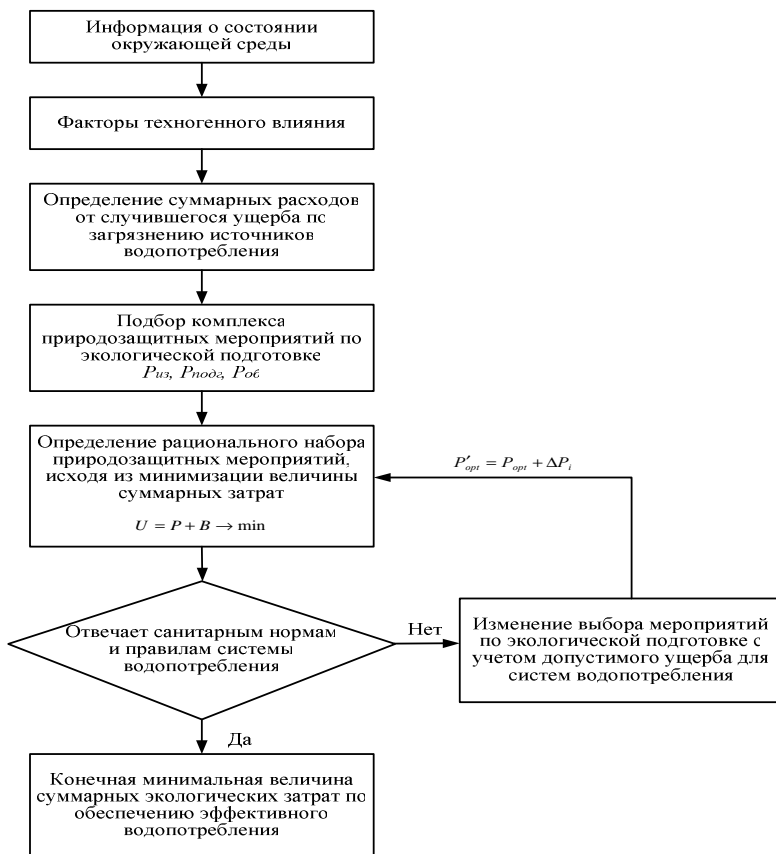 Информация о состоянии
окружающей среды
Факторы техногенного влияния
Определение суммарных расходов
от случившегося ущерба по
загрязнению источников
водопотребления
Подбор комплекса
природозащитных мероприятий по
экологической подготовке
Pиз, Pподг, Pов
Определение рационального набора
природозащитных мероприятий,
исходя из минимизации величины
суммарных затрат
U = P + B → min
P′opt = Popt + ΔPi
Отвечает санитарным нормам
и правилам системы
водопотребления
Нет
Изменение выбора мероприятий
по экологической подготовке с
учетом допустимого ущерба для
систем водопотребления
Да
Конечная минимальная величина
суммарных экологических затрат по
обеспечению эффективного
водопотребления